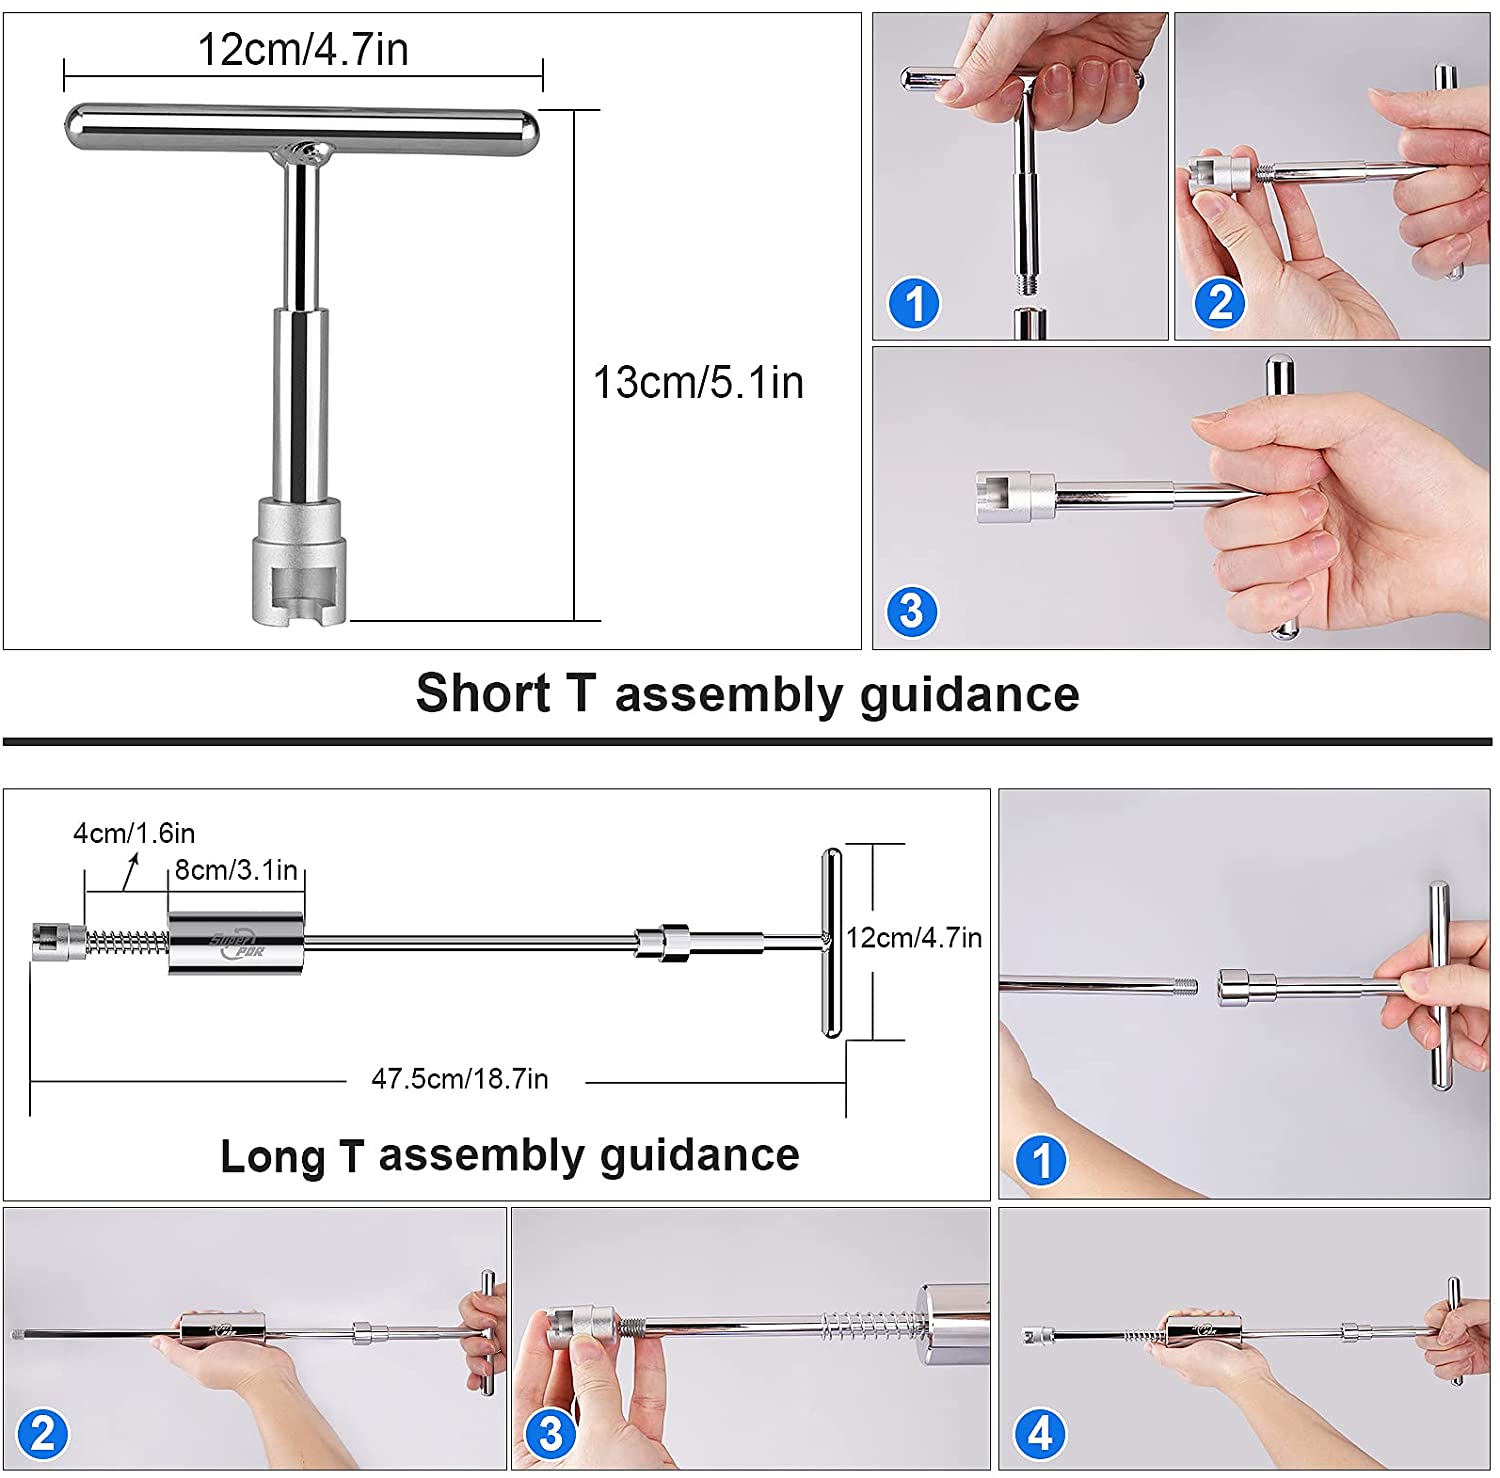 12cm/4.7in
13cm/5.1in
1
2
3
Short T assembly guidance
4cm/1.6in
8cm/3.1in
Super
PDR
12cm/4.7in
47.5cm/18.7in
Long T assembly guidance
1
2
3
4